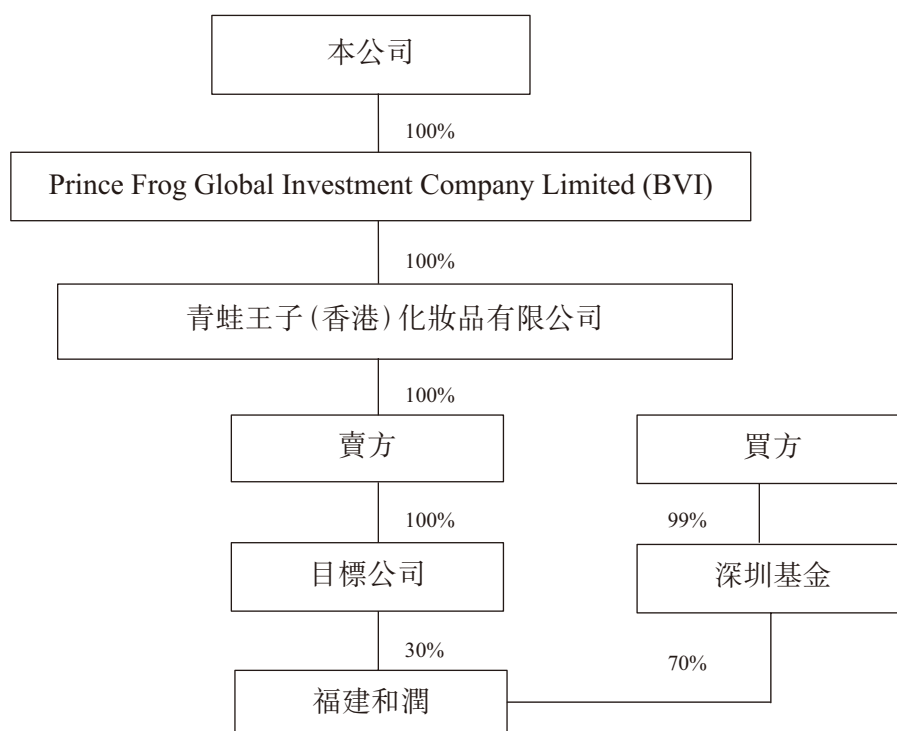 本公司
100%
Prince Frog Global Investment Company Limited (BVI)
100%
青蛙王子(香港)化妝品有限公司
100%
賣方
買方
100%
99%
目標公司
深圳基金
30%
70%
福建和潤